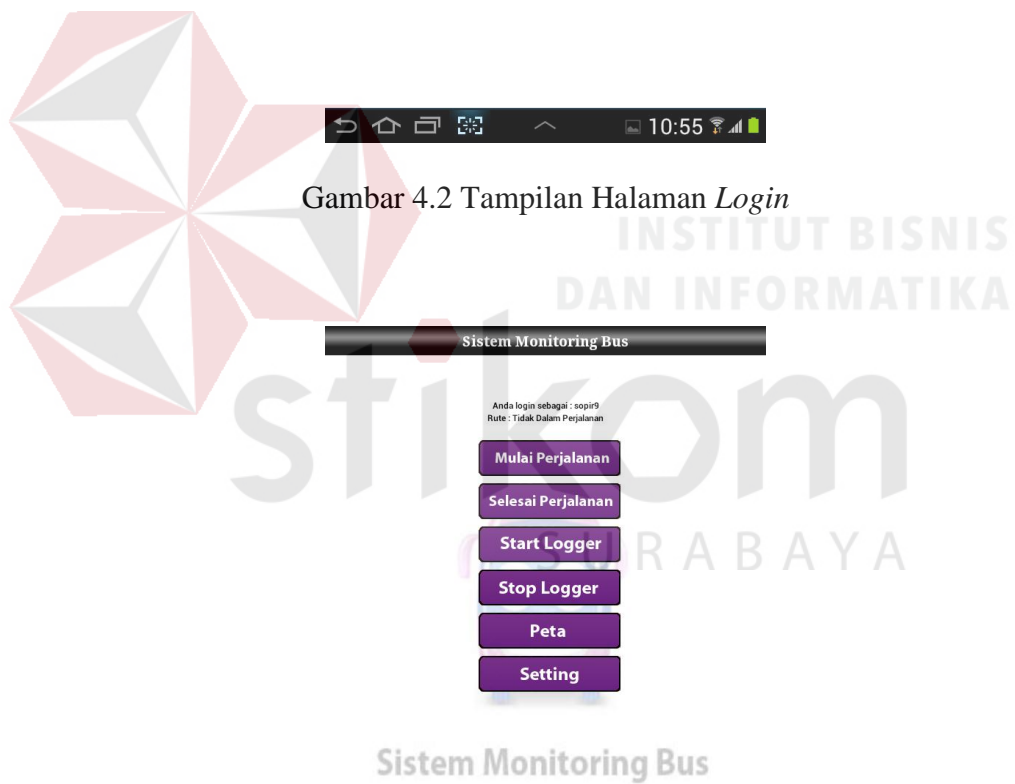 10:55
Gambar 4.2 Tampilan Halaman Login
INSTITUT BISNIS
DAN INFORMATIKA
Sistem Monitoring Bus
stikom
SURABAYA
Anda login sebagai : sopir9
Rute : Tidak Dalam Perjalanan
Mulai Perjalanan
Selesai Perjalanan
Start Logger
Stop Logger
Peta
Setting
Sistem Monitoring Bus